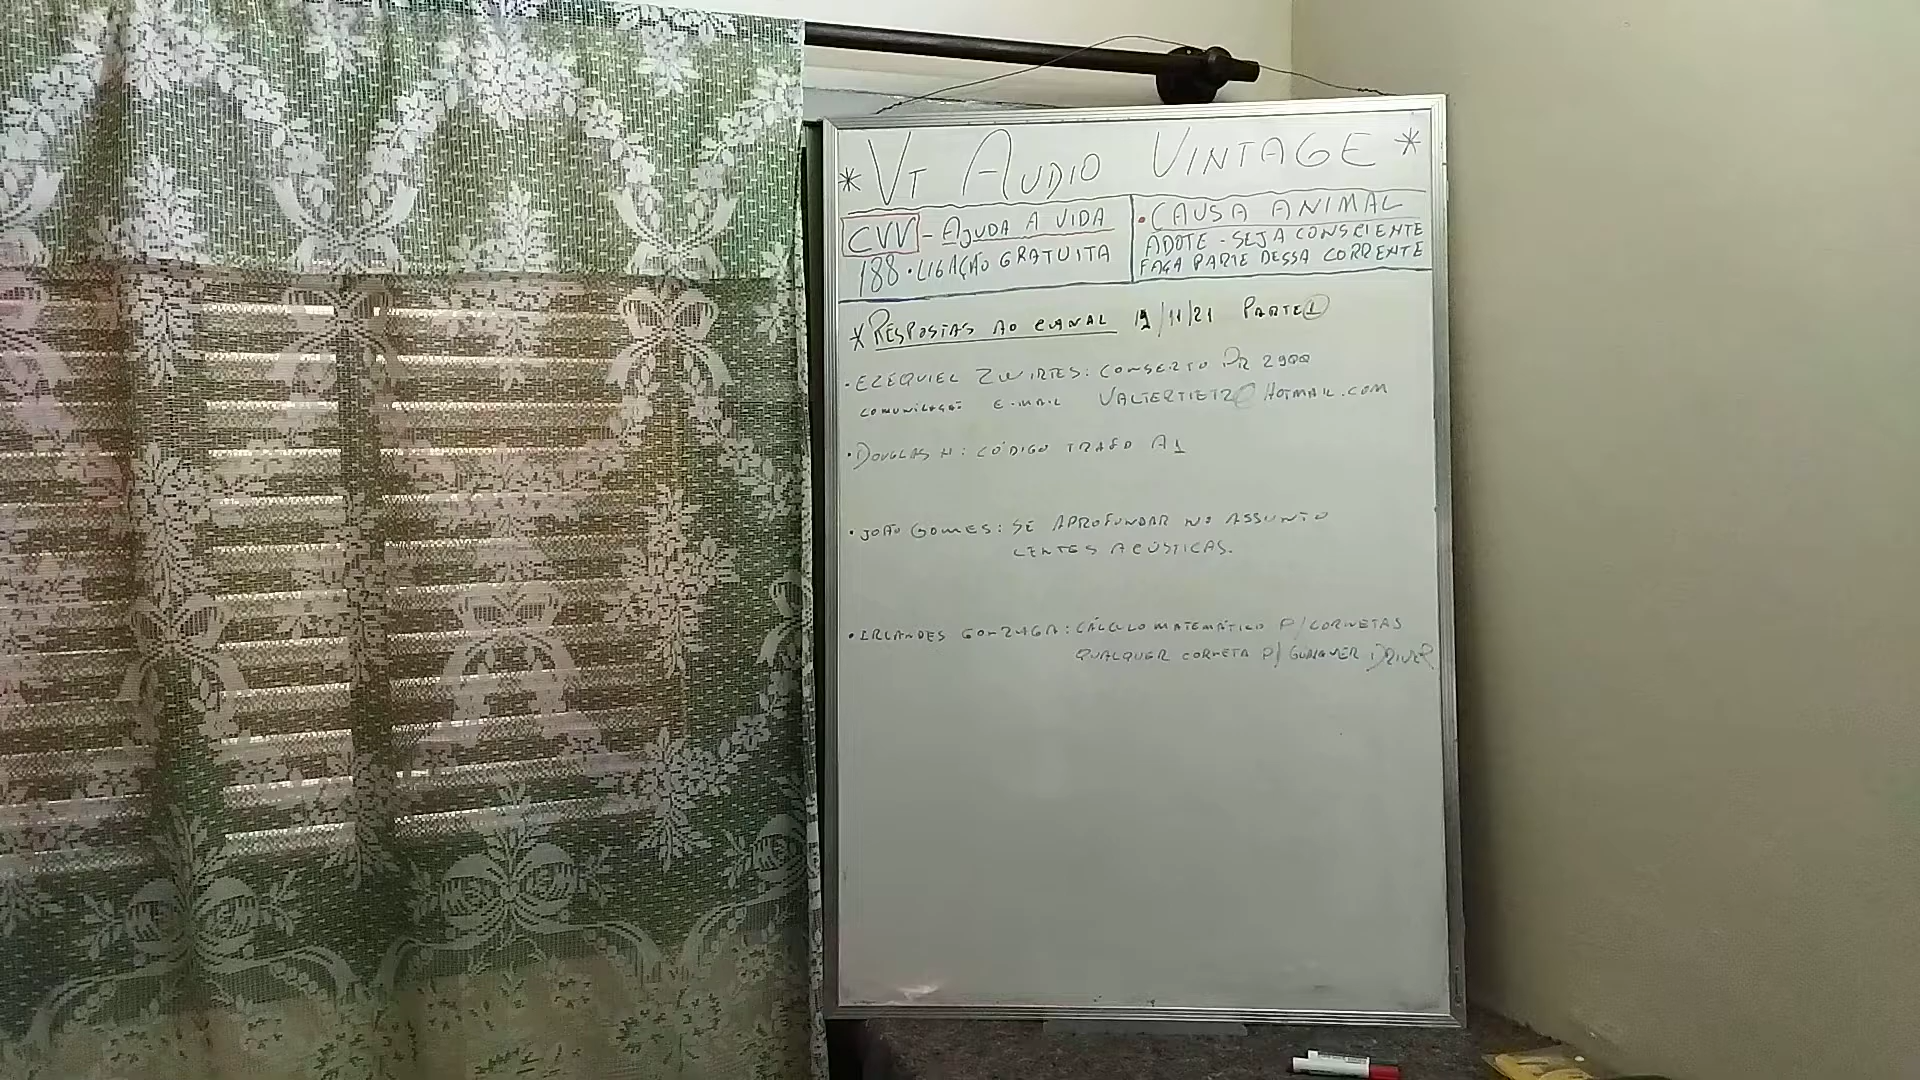 * VT AUDIO VINTAGE *
CVV - AJUDA A VIDA
188 • LIGAÇÃO GRATUITA
• CAUSA ANIMAL
ADOTE - SEJA CONSCIENTE
FAÇA PARTE DESSA CORRENTE
* RESPOSTAS AO CANAL 19/11/21 PARTE 1
• EZEQUIEL ZWIRTES: CONSERTO PR 2900
COMUNICAÇÃO E-MAIL VALTERTIETZ@HOTMAIL.COM
• DOUGLAS H: CÓDIGO TRAFO A1
• JOÃO GOMES: SE APROFUNDAR NO ASSUNTO
LENTES ACÚSTICAS.
• IRLANDES GONZAGA: CÁLCULO MATEMÁTICO P/ CORNETAS
QUALQUER CORNETA P/ QUALQUER DRIVER